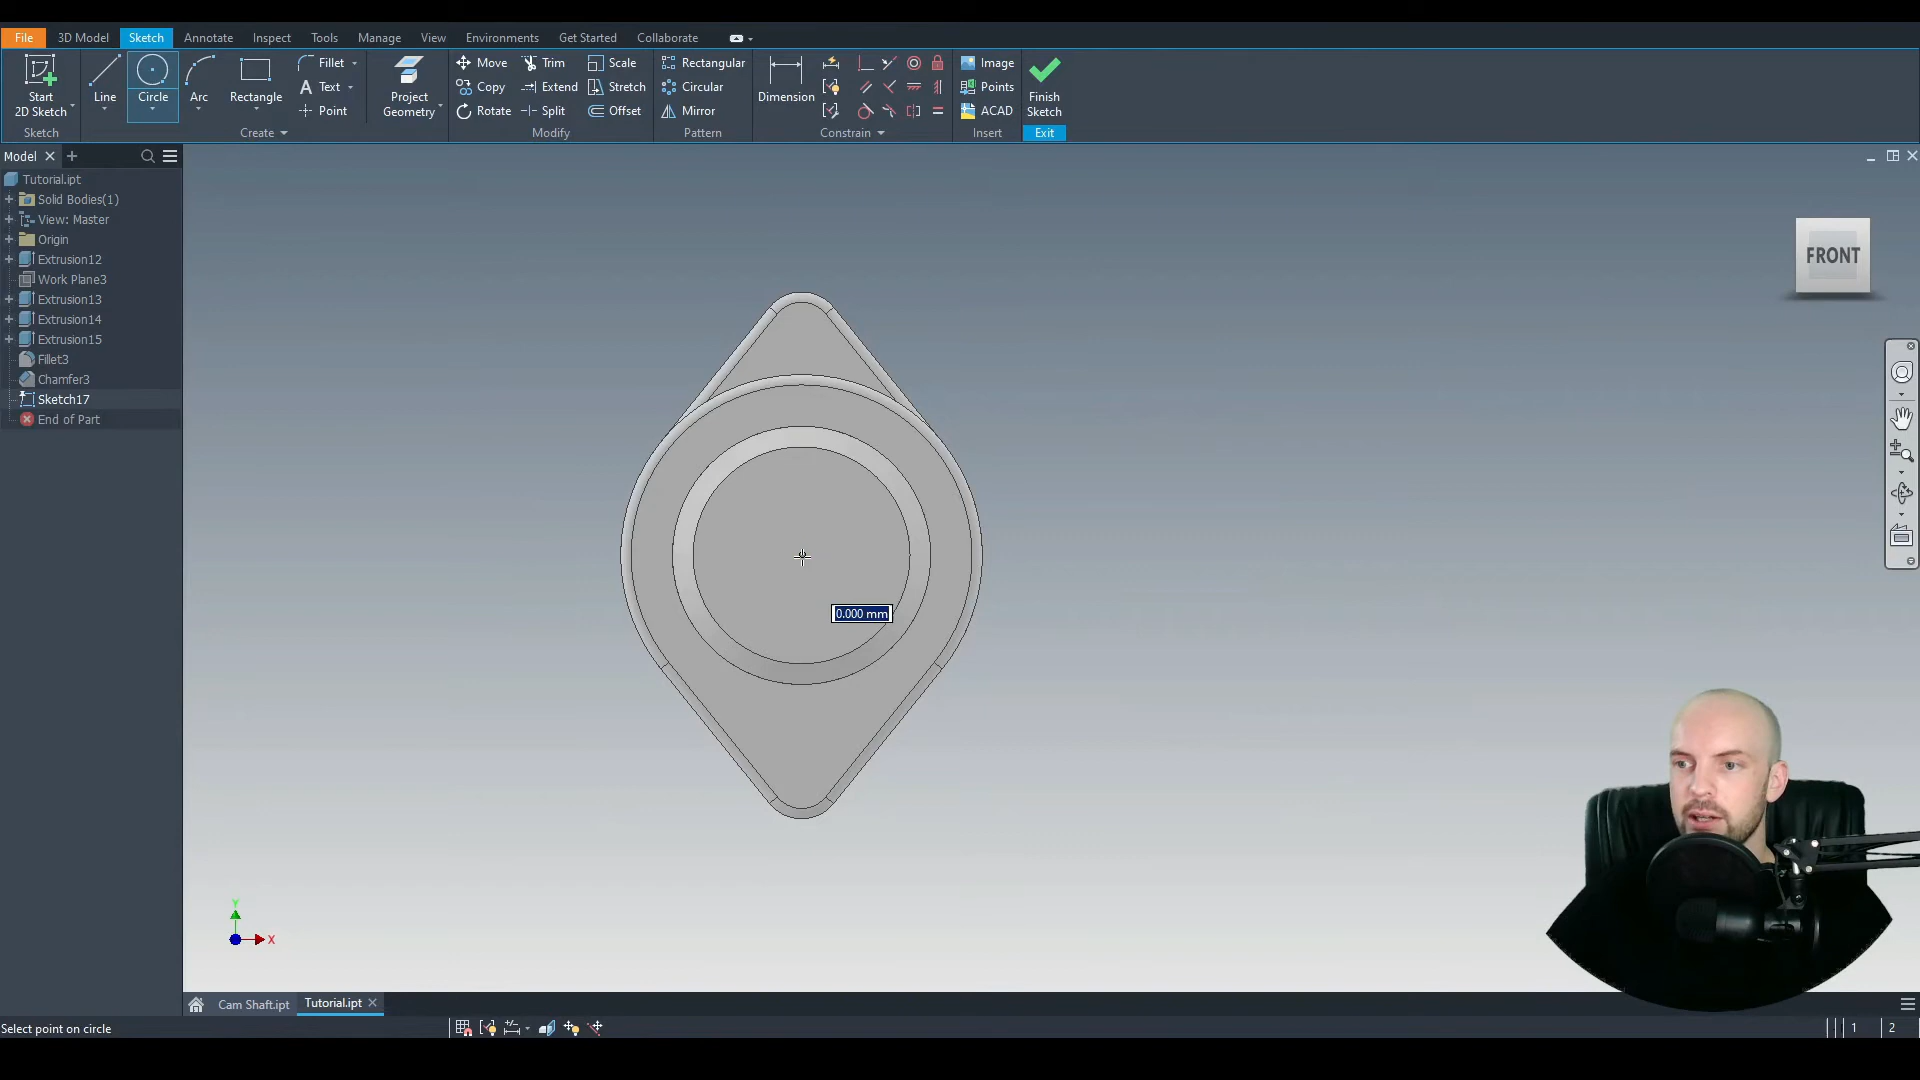 File 3D Model Sketch Annotate Inspect Tools Manage View Environments Get Started Collaborate
Start
2D Sketch
Line
Circle
Arc
Rectangle
Fillet
Text
Point
Project
Geometry
Move Trim Scale
Copy Extend Stretch
Rotate Split Offset
Rectangular
Circular
Mirror
Dimension
Image
Points
ACAD
Finish
Sketch
Sketch Create Modify Pattern Constrain Insert Exit
Model
Tutorial.ipt
Solid Bodies(1)
View: Master
Origin
Extrusion12
Work Plane3
Extrusion13
Extrusion14
Extrusion15
Fillet3
Chamfer3
Sketch17
End of Part
FRONT
0.000 mm
Y
X
Cam Shaft.ipt Tutorial.ipt
Select point on circle
1 2